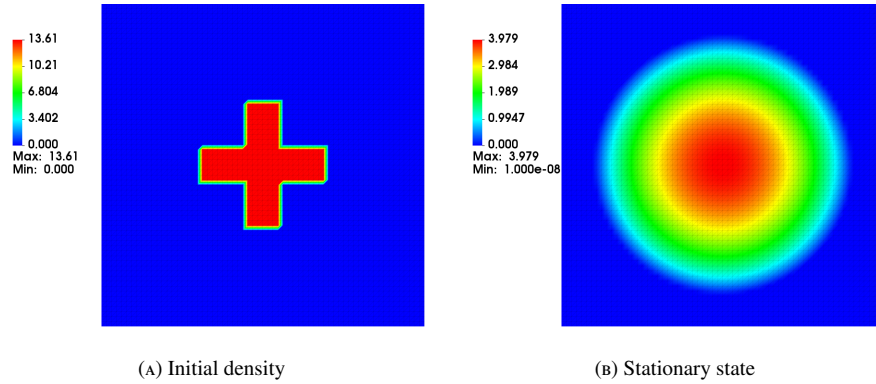 13.61
10.21
6.804
3.402
0.000
Max: 13.61
Min: 0.000
3.979
2.984
1.989
0.9947
0.000
Max: 3.979
Min: 1.000e-08
(A) Initial density
(B) Stationary state